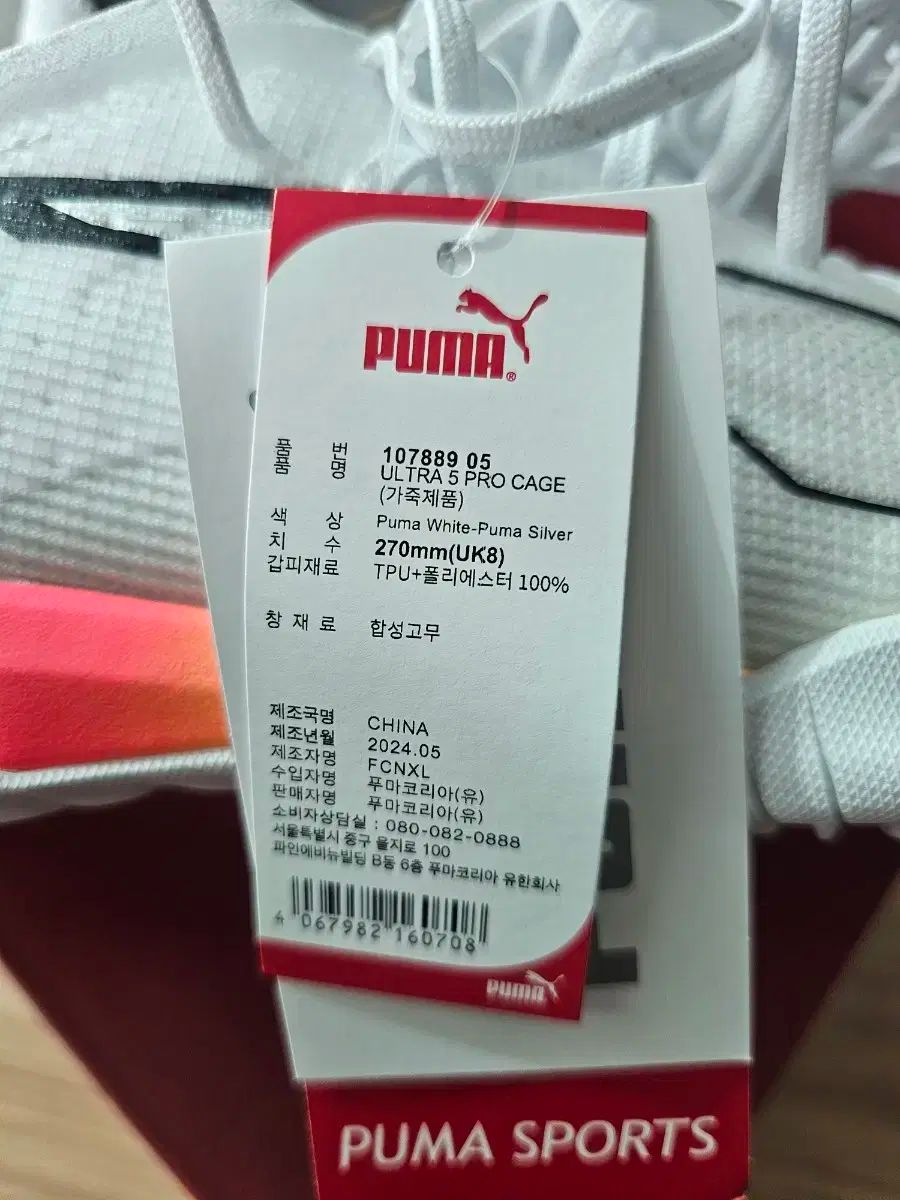 PUMA®
품 번 107889 05
품 명 ULTRA 5 PRO CAGE
(가죽제품)
색 상 Puma White-Puma Silver
치 수 270mm(UK8)
갑피재료 TPU+폴리에스터 100%
창 재 료 합성고무
제조국명 CHINA
제조년월 2024.05
제조자명 FCNXL
수입자명 푸마코리아(유)
판매자명 푸마코리아(유)
소비자상담실 : 080-082-0888
서울특별시 중구 을지로 100
파인에비뉴빌딩 B동 6층 푸마코리아 유한회사
4 067982 160708
PUMA
PUMA SPORTS